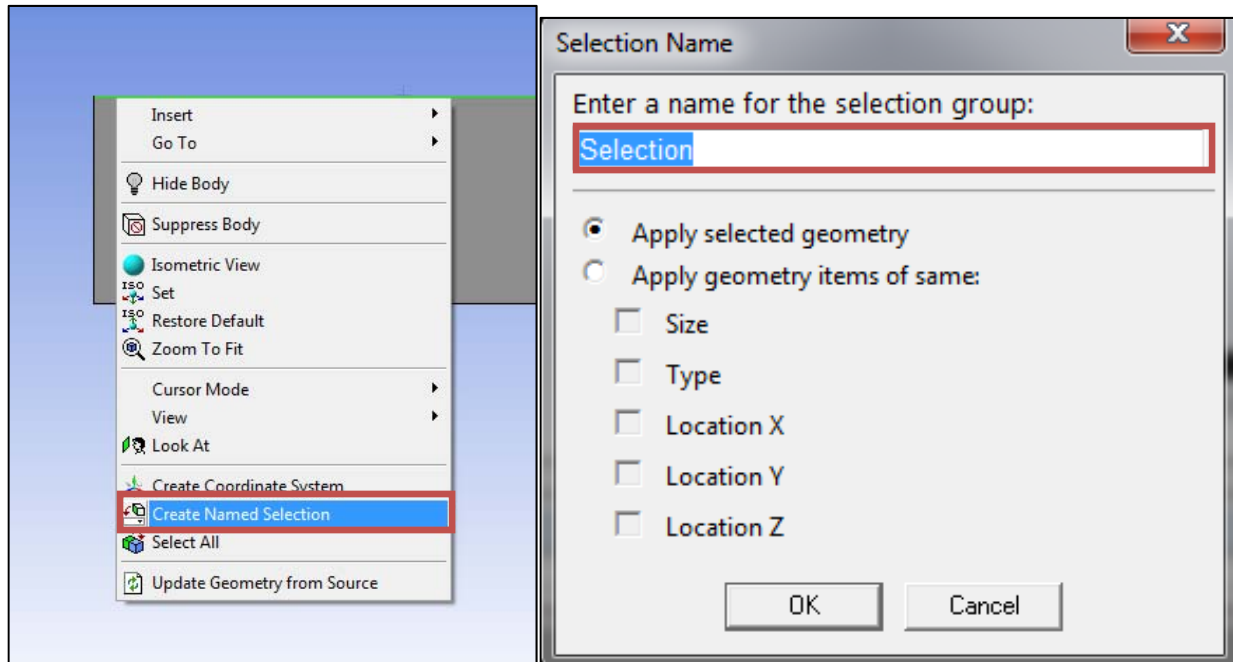 Insert
Go To
Hide Body
Suppress Body
Isometric View
ISO
Set
ISO
Restore Default
Zoom To Fit
Cursor Mode
View
Look At
Create Coordinate System
Create Named Selection
Select All
Update Geometry from Source
Selection Name
X
Enter a name for the selection group:
Selection
Apply selected geometry
Apply geometry items of same:
Size
Type
Location X
Location Y
Location Z
OK Cancel